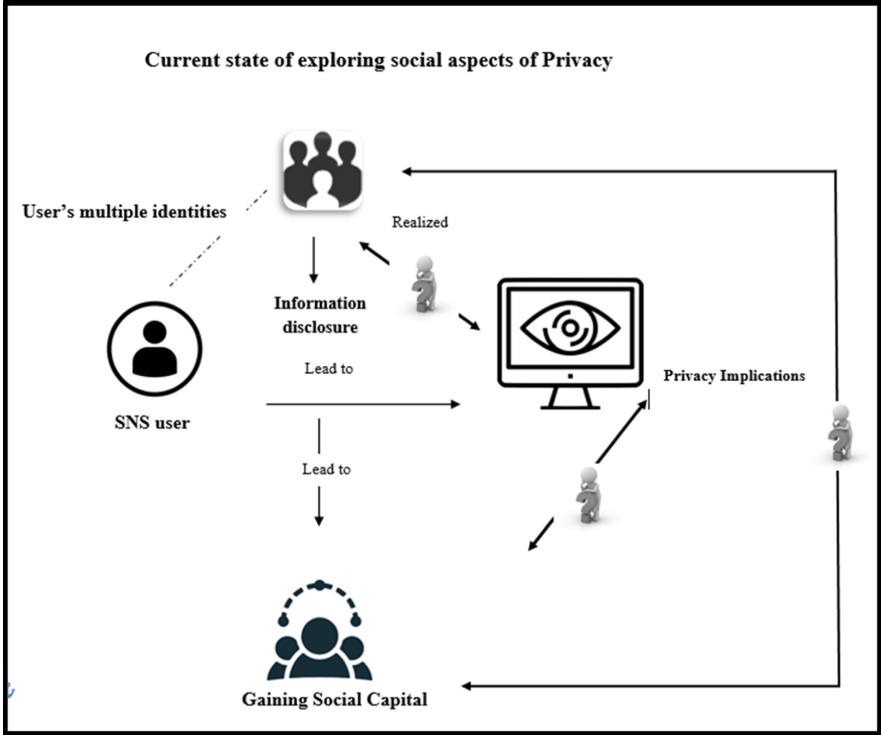 Current state of exploring social aspects of Privacy
User’s multiple identities
Realized
Information
disclosure
Lead to
Privacy Implications
SNS user
Lead to
Gaining Social Capital